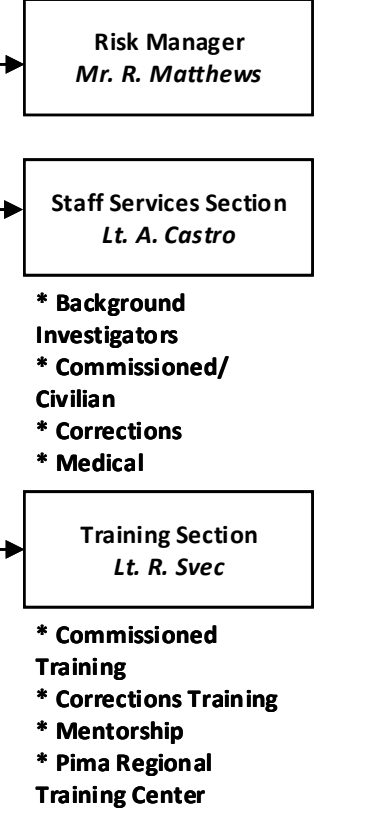 Risk Manager
Mr. R. Matthews
Staff Services Section
Lt. A. Castro
* Background
Investigators
* Commissioned/
Civilian
* Corrections
* Medical
Training Section
Lt. R. Svec
* Commissioned
Training
* Corrections Training
* Mentorship
* Pima Regional
Training Center